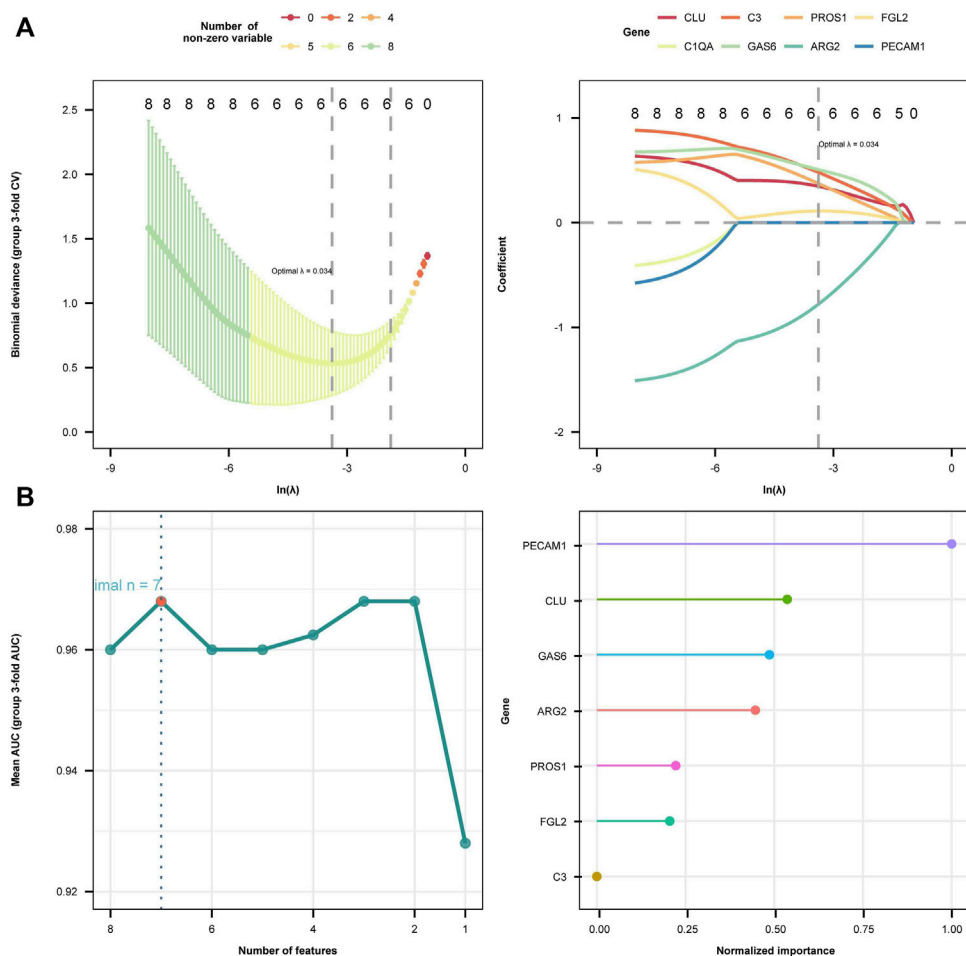 A
Number of
non-zero variable
0 2 4
5 6 8
8 8 8 8 8 6 6 6 6 6 6 6 6 6 6 0
Optimal λ = 0.034
Binomial deviance (group 3-fold CV)
2.5
2.0
1.5
1.0
0.5
0.0
-9 -6 -3 0
ln(λ)
Gene
CLU C3 PROS1 FGL2
C1QA GAS6 ARG2 PECAM1
8 8 8 8 8 6 6 6 6 6 6 6 5 0
Optimal λ = 0.034
Coefficient
1
0
-1
-2
-9 -6 -3 0
ln(λ)
B
imal n = 7
Mean AUC (group 3-fold AUC)
0.98
0.96
0.94
0.92
8 6 4 2 1
Number of features
Gene
PECAM1
CLU
GAS6
ARG2
PROS1
FGL2
C3
0.00 0.25 0.50 0.75 1.00
Normalized importance